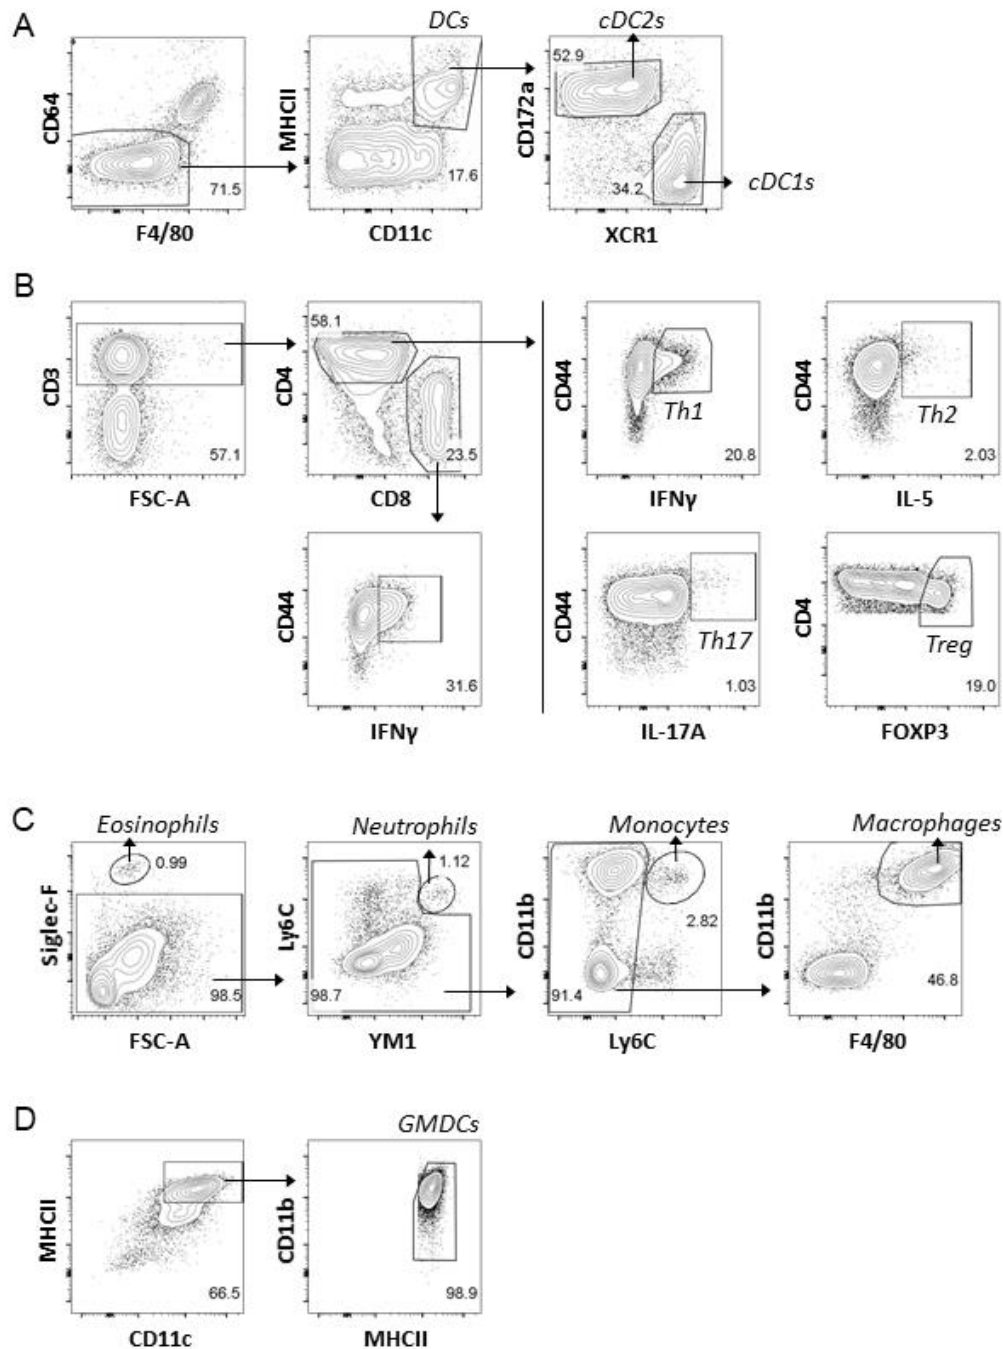 A
DCs
cDC2s
CD64
71.5
F4/80
MHCII
17.6
CD11c
52.9
CD172a
34.2
cDC1s
XCR1
B
CD3
57.1
FSC-A
58.1
CD4
23.5
CD8
CD44
Th1
20.8
IFNγ
CD44
Th2
2.03
IL-5
CD44
31.6
IFNγ
CD44
Th17
1.03
IL-17A
CD4
Treg
19.0
FOXP3
C
Eosinophils
0.99
Siglec-F
98.5
FSC-A
Neutrophils
1.12
Ly6C
98.7
YM1
Monocytes
CD11b
2.82
91.4
Ly6C
Macrophages
CD11b
46.8
F4/80
D
MHCII
66.5
CD11c
GMDCs
CD11b
98.9
MHCII